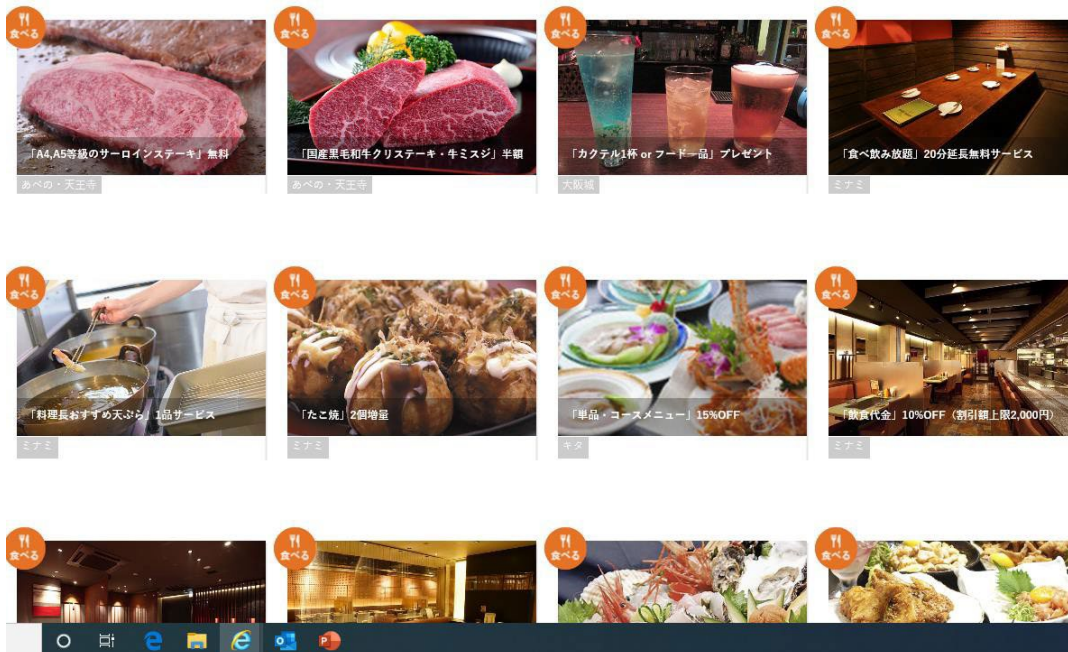 食べる
食べる
食べる
食べる
「A4,A5等級のサーロインステーキ」無料
「国産黒毛和牛クリステーキ・牛ミスジ」半額
「カクテル1杯 or フード一品」プレゼント
「食べ飲み放題」20分延長無料サービス
あべの・天王寺
あべの・天王寺
大阪城
ミナミ
食べる
食べる
食べる
食べる
「料理長おすすめ天ぷら」1品サービス
「たこ焼」2個増量
「単品・コースメニュー」15%OFF
「飲食代金」10%OFF（割引額上限2,000円）
ミナミ
ミナミ
キタ
ミナミ
食べる
食べる
食べる
食べる